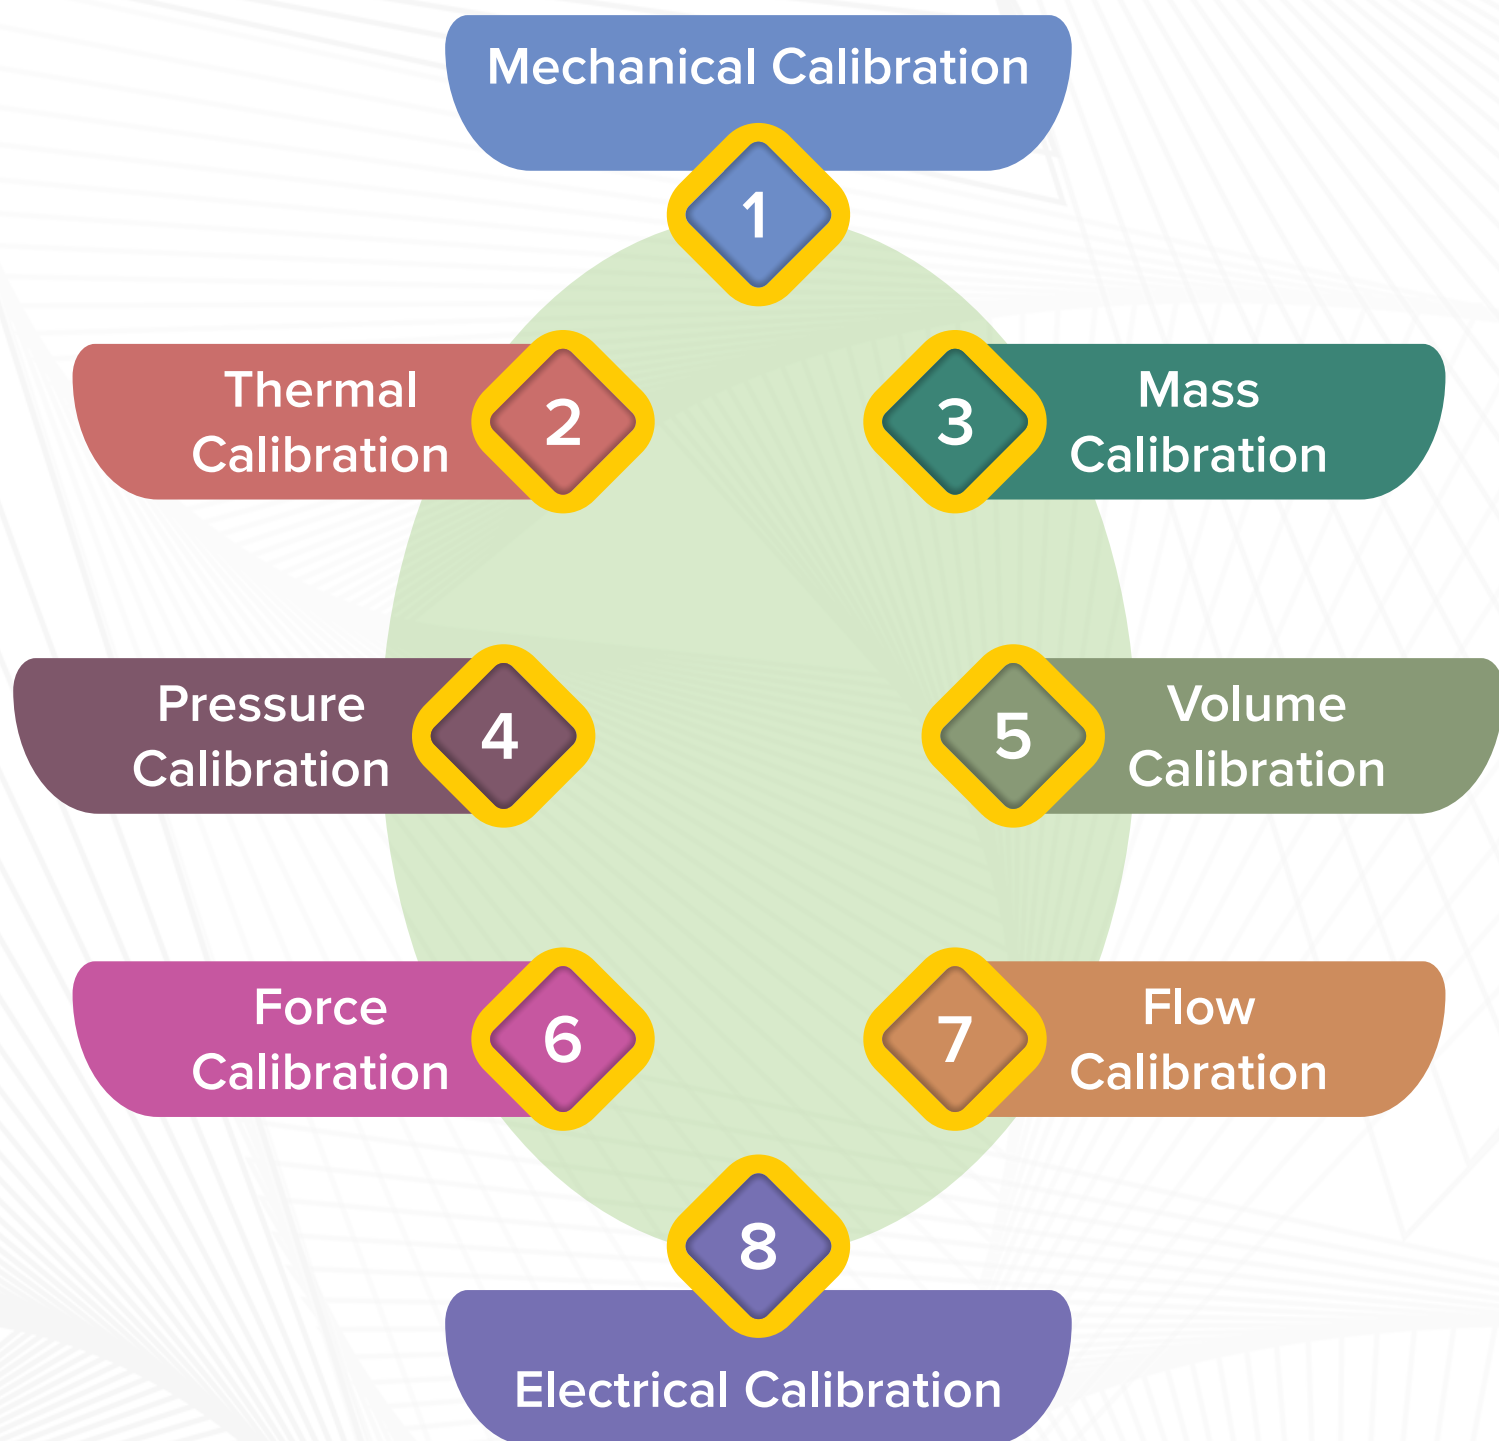 Mechanical Calibration
1
Thermal
Calibration
2
3
Mass
Calibration
Pressure
Calibration
4
5
Volume
Calibration
Force
Calibration
6
7
Flow
Calibration
8
Electrical Calibration